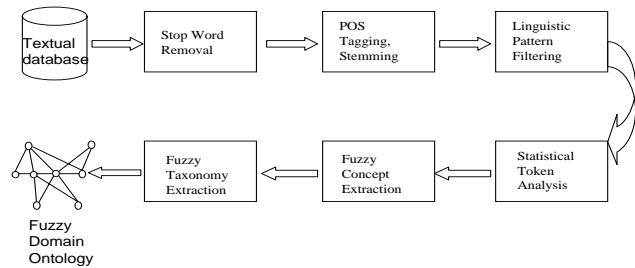 Textual
database
Stop Word
Removal
POS
Tagging,
Stemming
Linguistic
Pattern
Filtering
Statistical
Token
Analysis
Fuzzy
Concept
Extraction
Fuzzy
Taxonomy
Extraction
Fuzzy
Domain
Ontology